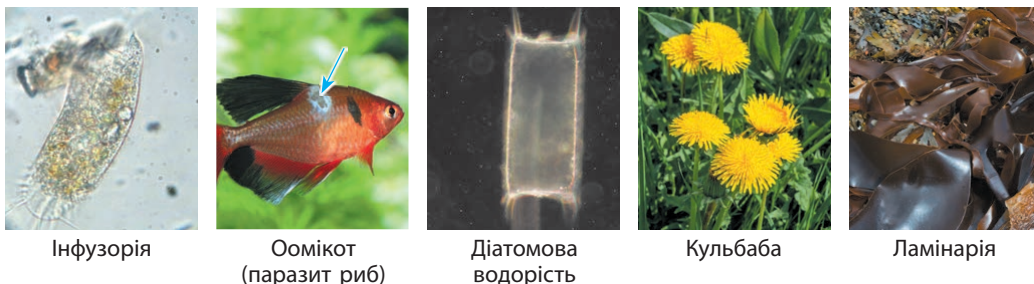 Інфузорія
Оомікот
(паразит риб)
Діатомова
водорість
Кульбаба
Ламінарія